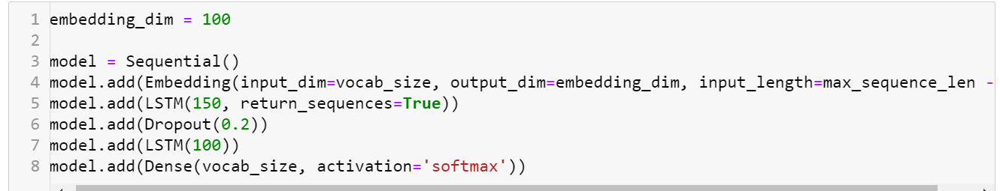 1 embedding_dim = 100
2
3 model = Sequential()
4 model.add(Embedding(input_dim=vocab_size, output_dim=embedding_dim, input_length=max_sequence_len -
5 model.add(LSTM(150, return_sequences=True))
6 model.add(Dropout(0.2))
7 model.add(LSTM(100))
8 model.add(Dense(vocab_size, activation='softmax'))